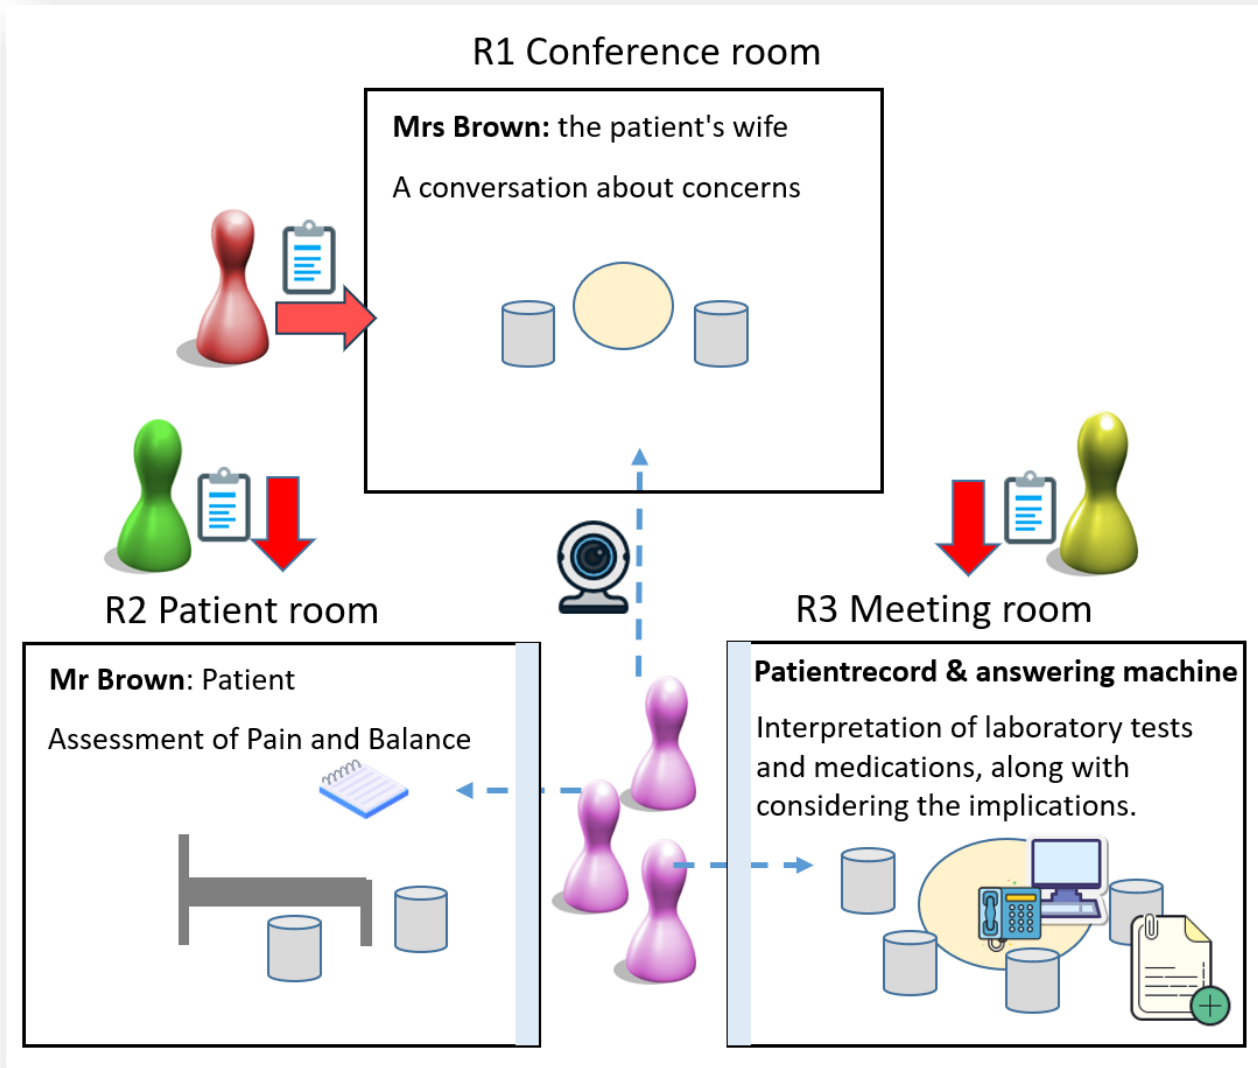 R1 Conference room
Mrs Brown: the patient's wife
A conversation about concerns
R2 Patient room
Mr Brown: Patient
Assessment of Pain and Balance
R3 Meeting room
Patientrecord & answering machine
Interpretation of laboratory tests
and medications, along with
considering the implications.